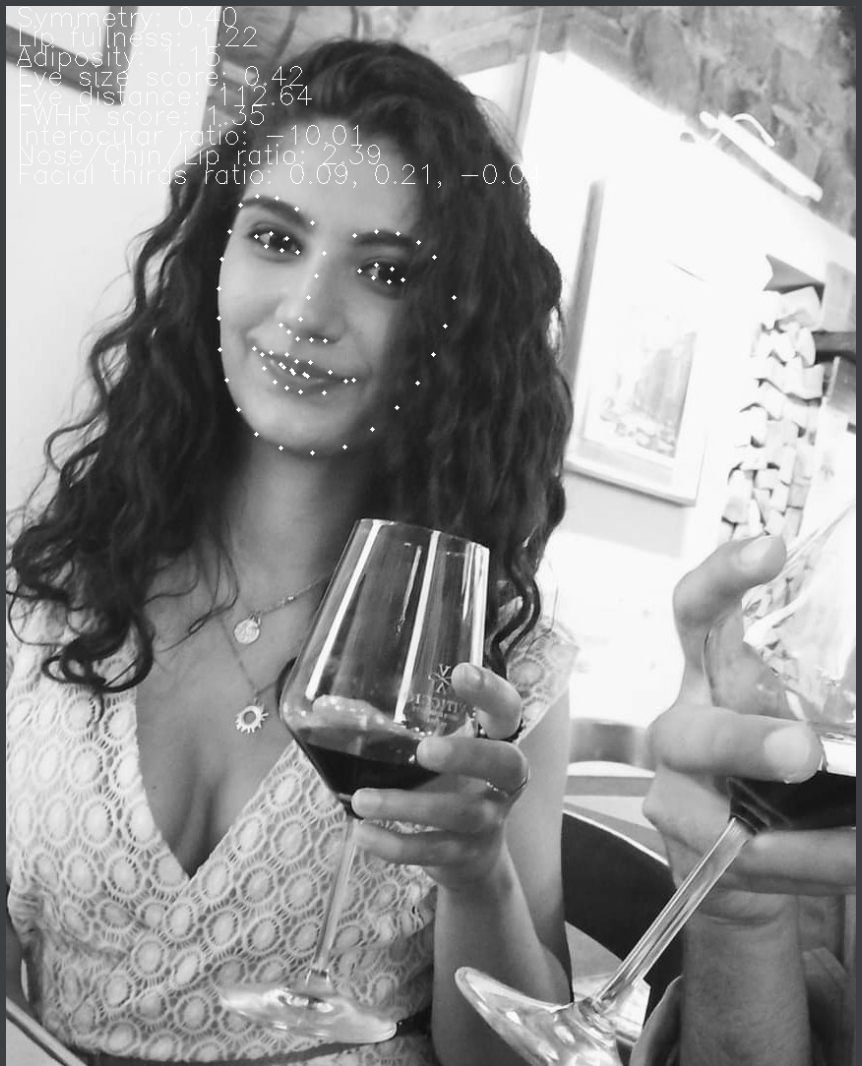 Symmetry: 0.40
Lip fullness: 1.22
Adiposity: 1.15
Eye size score: 0.42
Eye distance: 112.64
FWHR score: 1.35
Interocular ratio: -10.01
Nose/Chin/Lip ratio: 2.39
Facial thirds ratio: 0.09, 0.21, -0.04